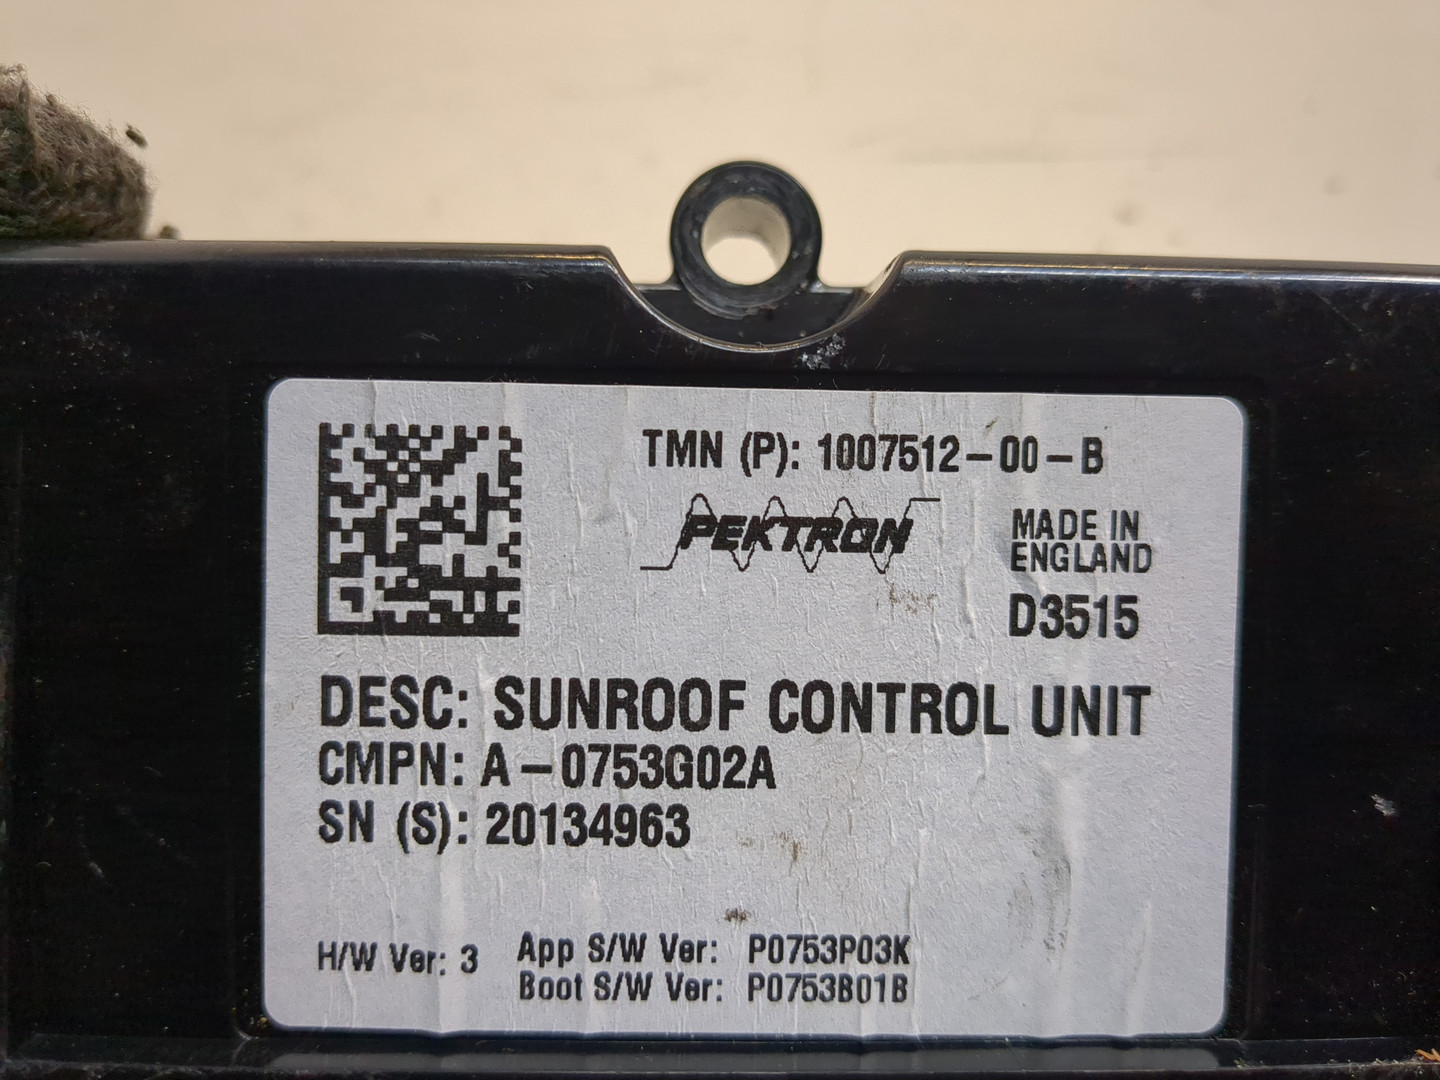 TMN (P): 1007512-00-B
PEKTRON
MADE IN
ENGLAND
D3515
DESC: SUNROOF CONTROL UNIT
CMPN: A-0753G02A
SN (S): 20134963
H/W Ver: 3
App S/W Ver: P0753P03K
Boot S/W Ver: P0753B01B